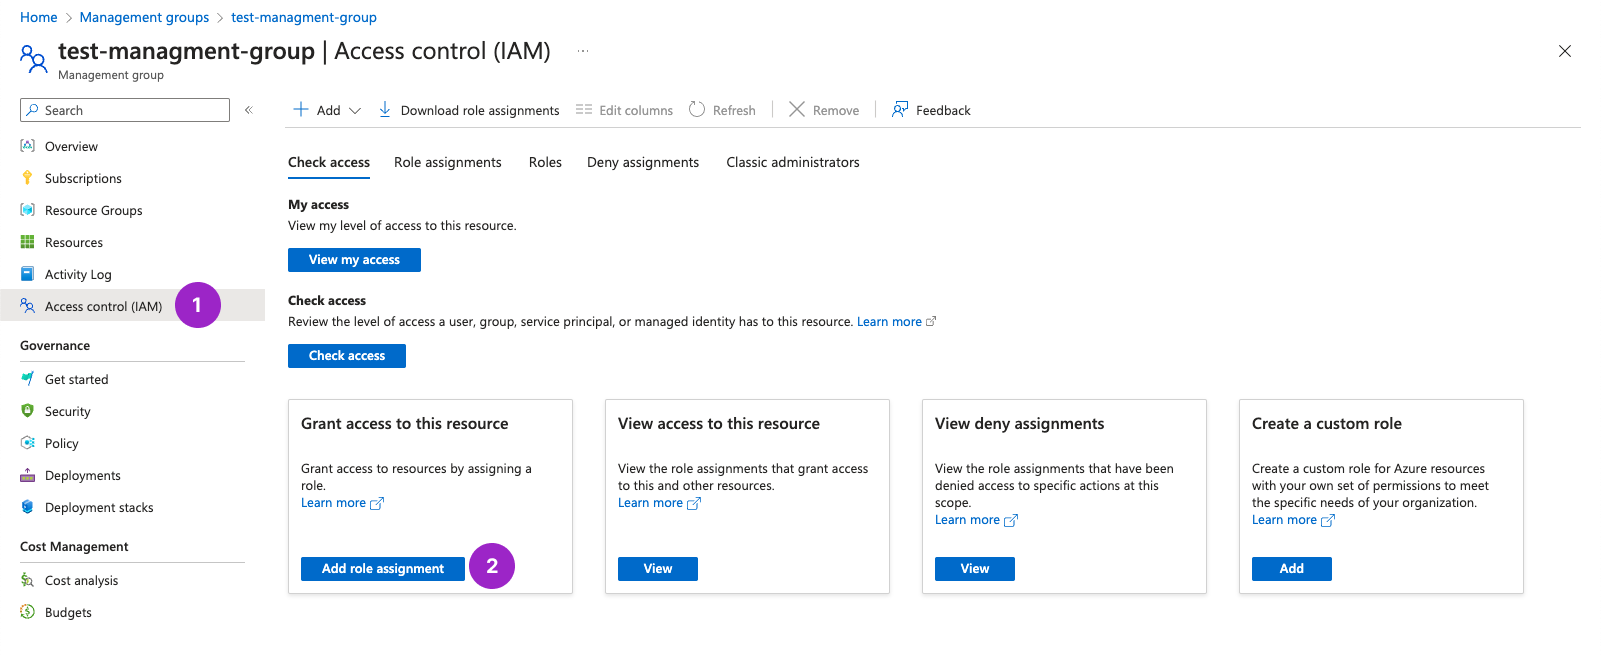 Home > Management groups > test-managment-group
test-managment-group | Access control (IAM) ...
Management group
Search
«
Add
Download role assignments
Edit columns
Refresh
Remove
Feedback
Overview
Subscriptions
Resource Groups
Resources
Activity Log
Access control (IAM)
1
Governance
Get started
Security
Policy
Deployments
Deployment stacks
Cost Management
Cost analysis
Budgets
Check access
Role assignments
Roles
Deny assignments
Classic administrators
My access
View my level of access to this resource.
View my access
Check access
Review the level of access a user, group, service principal, or managed identity has to this resource. Learn more
Check access
Grant access to this resource
Grant access to resources by assigning a
role.
Learn more
Add role assignment
2
View access to this resource
View the role assignments that grant access
to this and other resources.
Learn more
View
View deny assignments
View the role assignments that have been
denied access to specific actions at this
scope.
Learn more
View
Create a custom role
Create a custom role for Azure resources
with your own set of permissions to meet
the specific needs of your organization.
Learn more
Add